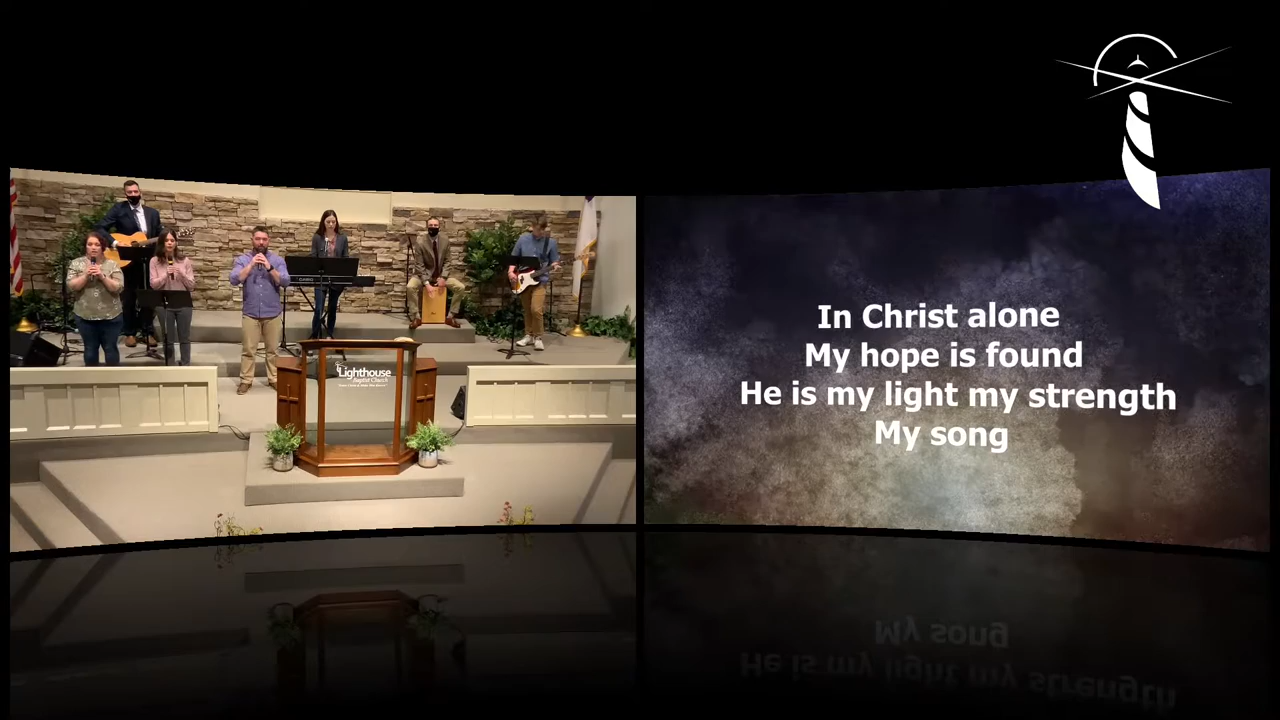 Lighthouse
Baptist Church
In Christ alone
My hope is found
He is my light my strength
My song